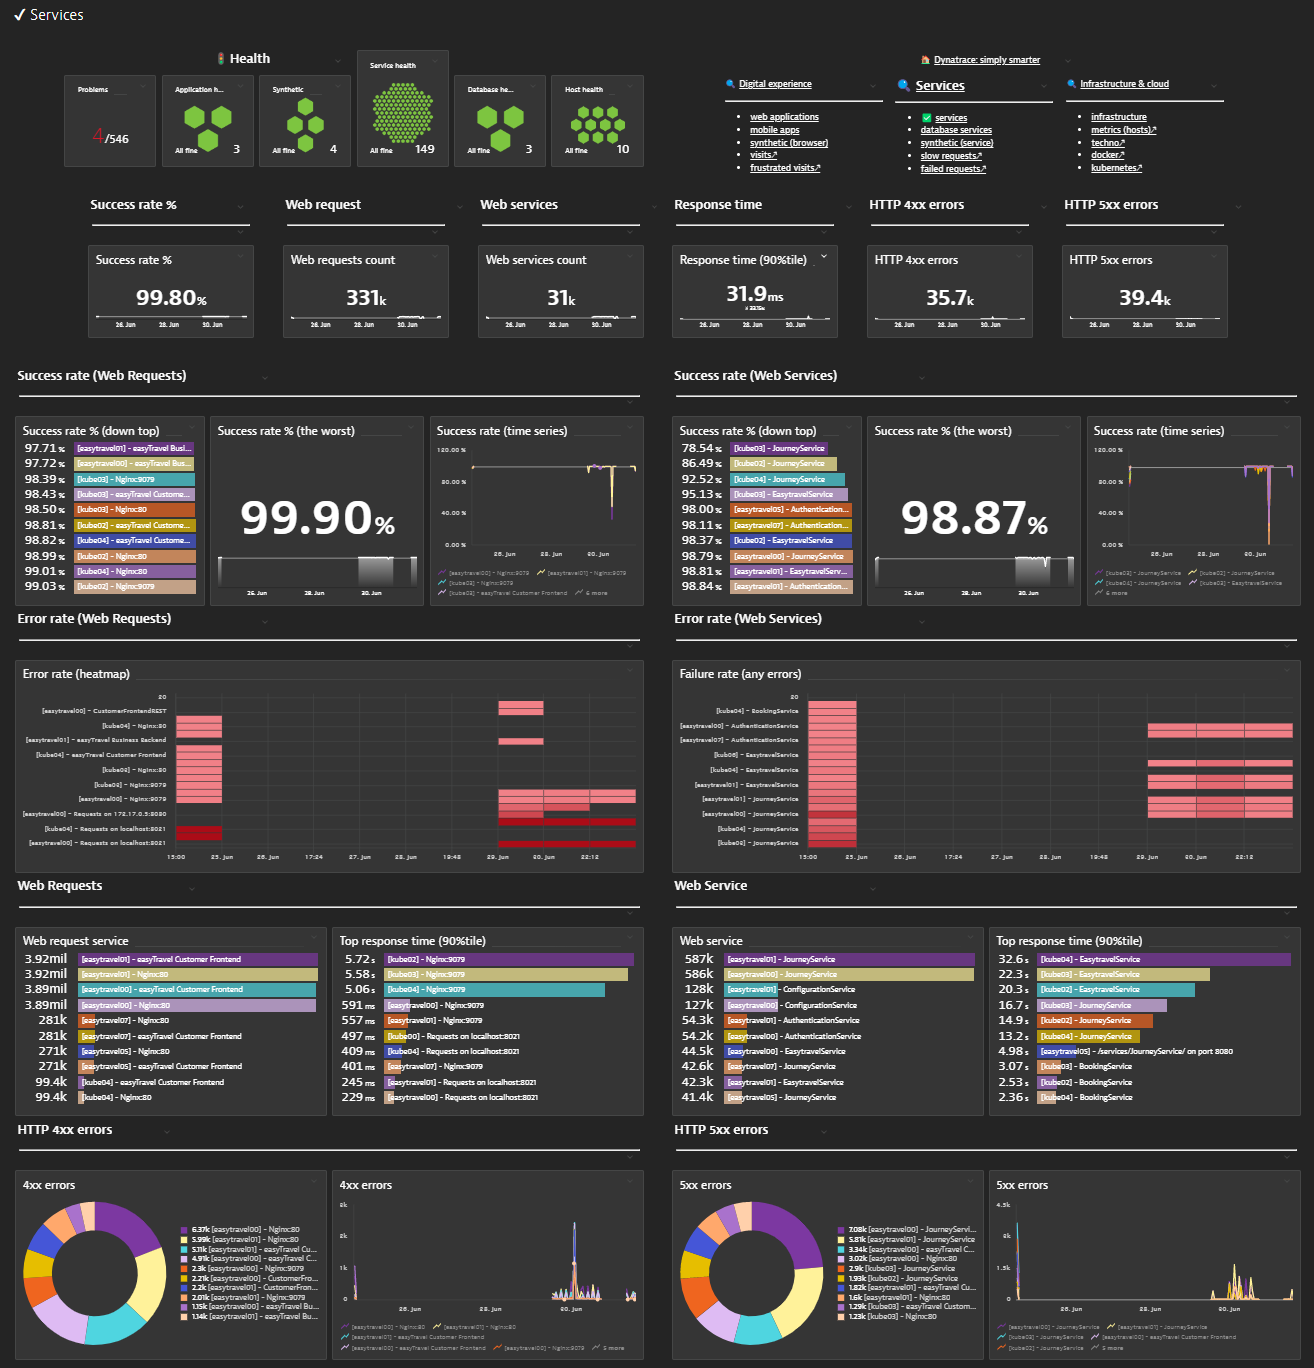 ✓ Services
Health
Problems
4/546
Application h...
All fine 3
Synthetic
All fine 4
Service health
All fine 149
Database he...
All fine 3
Host health
All fine 10
Dynatrace: simply smarter
Digital experience
web applications
mobile apps
synthetic (browser)
visits↗
frustrated visits↗
Services
services
database services
synthetic (service)
slow requests↗
failed requests↗
Infrastructure & cloud
infrastructure
metrics (hosts)↗
techno↗
docker↗
kubernetes↗
Success rate %
Web request
Web services
Response time
HTTP 4xx errors
HTTP 5xx errors
Success rate %
99.80%
26. Jun 28. Jun 30. Jun
Web requests count
331k
26. Jun 28. Jun 30. Jun
Web services count
31k
26. Jun 28. Jun 30. Jun
Response time (90%tile)
31.9ms
26. Jun 28. Jun 30. Jun
HTTP 4xx errors
35.7k
26. Jun 28. Jun 30. Jun
HTTP 5xx errors
39.4k
26. Jun 28. Jun 30. Jun
Success rate (Web Requests)
Success rate % (down top)
97.71 % [easytravel01] - easyTravel Busi...
97.72 % [easytravel00] - easyTravel Bus...
98.39 % [kube03] - Nginx:9079
98.43 % [kube03] - easyTravel Custome...
98.50 % [kube03] - Nginx:80
98.81 % [kube02] - easyTravel Custome...
98.82 % [kube04] - easyTravel Custome...
98.99 % [kube02] - Nginx:80
99.01 % [kube04] - Nginx:80
99.03 % [kube02] - Nginx:9079
Success rate % (the worst)
99.90%
26. Jun 28. Jun 30. Jun
Success rate (time series)
120.00 %
80.00 %
40.00 %
0.00 %
26. Jun 28. Jun 30. Jun
[easytravel00] - Nginx:9079 [easytravel01] - Nginx:9079
[kube03] - Nginx:9079
[kube03] - easyTravel Customer Frontend 6 more
Success rate (Web Services)
Success rate % (down top)
78.54 % [kube03] - JourneyService
86.49 % [kube02] - JourneyService
92.52 % [kube04] - JourneyService
95.13 % [kube03] - EasytravelService
98.00 % [easytravel05] - Authentication...
98.11 % [easytravel07] - Authentication...
98.37 % [kube02] - EasytravelService
98.79 % [easytravel00] - JourneyService
98.81 % [easytravel01] - EasytravelServ...
98.84 % [easytravel01] - Authentication...
Success rate % (the worst)
98.87%
26. Jun 28. Jun 30. Jun
Success rate (time series)
120.00 %
80.00 %
40.00 %
0.00 %
26. Jun 28. Jun 30. Jun
[kube03] - JourneyService [kube02] - JourneyService
[kube04] - JourneyService [kube03] - EasytravelService
6 more
Error rate (Web Requests)
Error rate (heatmap)
20
[easytravel00] - CustomerFrontendREST
[kube04] - Nginx:80
[easytravel01] - easyTravel Business Backend
[kube04] - easyTravel Customer Frontend
[kube02] - Nginx:80
[kube02] - Nginx:9079
[easytravel00] - Nginx:9079
[easytravel00] - Requests on 172.17.0.5:8080
[kube04] - Requests on localhost:8021
[easytravel00] - Requests on localhost:8021
15:00 25. Jun 26. Jun 17:24 27. Jun 28. Jun 19:48 29. Jun 30. Jun 22:12
Error rate (Web Services)
Failure rate (any errors)
20
[kube04] - BookingService
[easytravel00] - AuthenticationService
[easytravel07] - AuthenticationService
[kube04] - EasytravelService
[easytravel01] - EasytravelService
[easytravel01] - JourneyService
[easytravel00] - JourneyService
[kube04] - JourneyService
[kube03] - JourneyService
15:00 25. Jun 26. Jun 17:24 27. Jun 28. Jun 19:48 29. Jun 30. Jun 22:12
Web Requests
Web request service
3.92mil [easytravel01] - easyTravel Customer Frontend
3.92mil [easytravel01] - Nginx:80
3.89mil [easytravel00] - easyTravel Customer Frontend
3.89mil [easytravel00] - Nginx:80
281k [easytravel07] - Nginx:80
281k [easytravel07] - easyTravel Customer Frontend
271k [easytravel05] - Nginx:80
271k [easytravel05] - easyTravel Customer Frontend
99.4k [kube04] - easyTravel Customer Frontend
99.4k [kube04] - Nginx:80
Top response time (90%tile)
5.72 s [kube02] - Nginx:9079
5.58 s [kube03] - Nginx:9079
5.06 s [kube04] - Nginx:9079
591 ms [easytravel00] - Nginx:9079
557 ms [easytravel01] - Nginx:9079
497 ms [kube00] - Requests on localhost:8021
409 ms [kube04] - Requests on localhost:8021
401 ms [easytravel07] - Nginx:9079
245 ms [easytravel01] - Requests on localhost:8021
229 ms [easytravel00] - Requests on localhost:8021
Web Service
Web service
587k [easytravel01] - JourneyService
586k [easytravel00] - JourneyService
128k [easytravel01] - ConfigurationService
127k [easytravel00] - ConfigurationService
54.3k [easytravel01] - AuthenticationService
54.2k [easytravel00] - AuthenticationService
44.5k [easytravel00] - EasytravelService
42.6k [easytravel07] - JourneyService
42.3k [easytravel01] - EasytravelService
41.4k [easytravel05] - JourneyService
Top response time (90%tile)
32.6 s [kube04] - EasytravelService
22.3 s [kube03] - EasytravelService
20.3 s [kube02] - EasytravelService
16.7 s [kube03] - JourneyService
14.9 s [kube02] - JourneyService
13.2 s [kube04] - JourneyService
4.98 s [easytravel05] - /services/JourneyService/ on port 8080
3.07 s [kube03] - BookingService
2.53 s [kube02] - BookingService
2.36 s [kube04] - BookingService
HTTP 4xx errors
4xx errors
6.37k [easytravel00] - Nginx:80
5.99k [easytravel01] - Nginx:80
5.11k [easytravel01] - easyTravel Cu...
4.91k [easytravel00] - easyTravel C...
2.3k [easytravel00] - Nginx:9079
2.21k [easytravel00] - CustomerFro...
2.2k [easytravel01] - CustomerFron...
2.01k [easytravel01] - Nginx:9079
1.15k [easytravel00] - easyTravel Bu...
1.14k [easytravel01] - easyTravel Bu...
4xx errors
2k
1k
0
26. Jun 28. Jun 30. Jun
[easytravel00] - Nginx:80 [easytravel01] - Nginx:80
[easytravel01] - easyTravel Customer Frontend
[easytravel00] - easyTravel Customer Frontend [easytravel00] - Nginx:9079 5 more
HTTP 5xx errors
5xx errors
7.08k [easytravel00] - JourneyServi...
5.81k [easytravel01] - JourneyService
3.34k [easytravel00] - easyTravel C...
3.02k [easytravel00] - Nginx:80
2.9k [kube03] - JourneyService
1.93k [kube02] - JourneyService
1.82k [easytravel01] - easyTravel Cu...
1.6k [easytravel01] - Nginx:80
1.29k [kube03] - easyTravel Custom...
1.23k [kube03] - Nginx:80
5xx errors
4.5k
3k
1.5k
0
26. Jun 28. Jun 30. Jun
[easytravel00] - JourneyService [easytravel01] - JourneyService
[kube03] - JourneyService [easytravel00] - easyTravel Customer Frontend
[kube02] - JourneyService 5 more